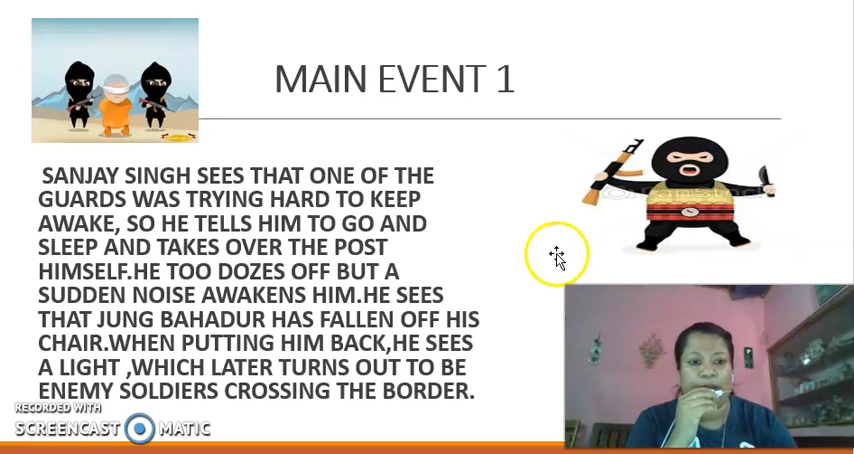 MAIN EVENT 1
SANJAY SINGH SEES THAT ONE OF THE
GUARDS WAS TRYING HARD TO KEEP
AWAKE, SO HE TELLS HIM TO GO AND
SLEEP AND TAKES OVER THE POST
HIMSELF.HE TOO DOZES OFF BUT A
SUDDEN NOISE AWAKENS HIM.HE SEES
THAT JUNG BAHADUR HAS FALLEN OFF HIS
CHAIR.WHEN PUTTING HIM BACK,HE SEES
A LIGHT ,WHICH LATER TURNS OUT TO BE
ENEMY SOLDIERS CROSSING THE BORDER.
RECORDED WITH
SCREENCAST MATIC